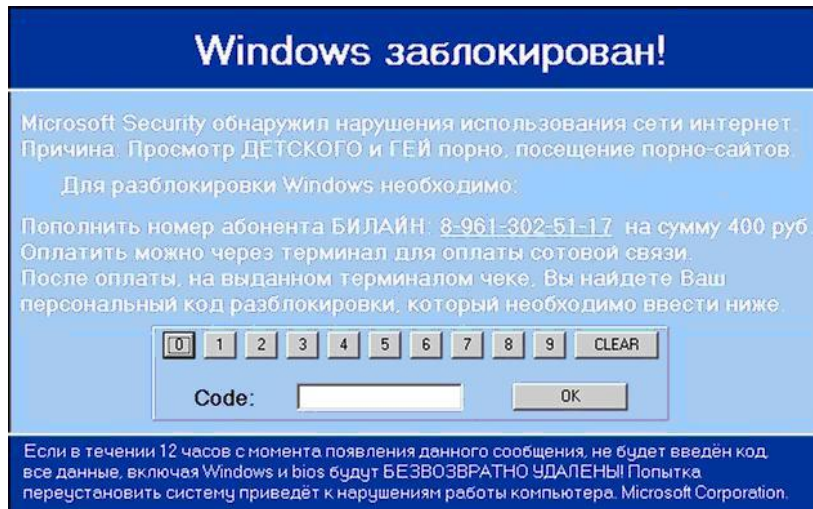 Windows заблокирован!
Microsoft Security обнаружил нарушения использования сети интернет.
Причина: Просмотр ДЕТСКОГО и ГЕЙ порно, посещение порно-сайтов.
Для разблокировки Windows необходимо:
Пополнить номер абонента БИЛАЙН: 8-961-302-51-17 на сумму 400 руб.
Оплатить можно через терминал для оплаты сотовой связи.
После оплаты, на выданном терминалом чеке, Вы найдете Ваш
персональный код разблокировки, который необходимо ввести ниже.
0 1 2 3 4 5 6 7 8 9 CLEAR
Code: OK
Если в течении 12 часов с момента появления данного сообщения, не будет введён код,
все данные, включая Windows и bios будут БЕЗВОЗВРАТНО УДАЛЕНЫ! Попытка
переустановить систему приведёт к нарушениям работы компьютера. Microsoft Corporation.